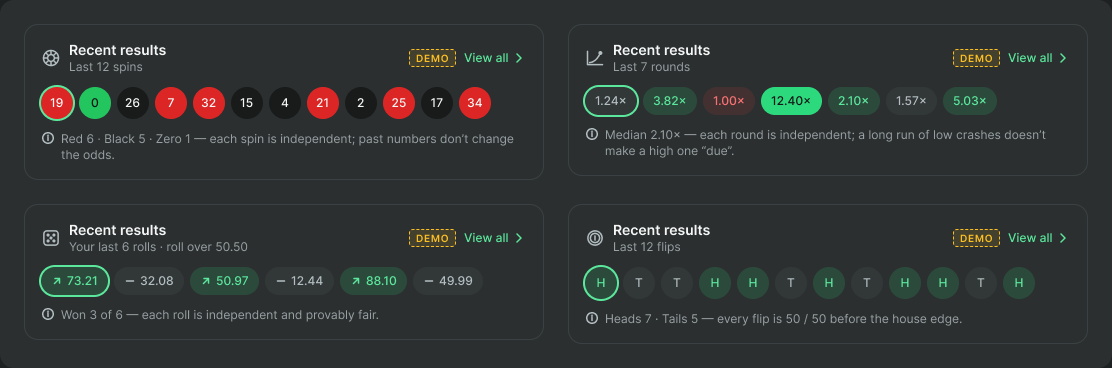 Recent results
Last 12 spins
DEMO
View all
19 0 26 7 32 15 4 21 2 25 17 34
Red 6 · Black 5 · Zero 1 — each spin is independent; past numbers don’t change
the odds.
Recent results
Last 7 rounds
DEMO
View all
1.24× 3.82× 1.00× 12.40× 2.10× 1.57× 5.03×
Median 2.10× — each round is independent; a long run of low crashes doesn’t
make a high one “due”.
Recent results
Your last 6 rolls · roll over 50.50
DEMO
View all
73.21 32.08 50.97 12.44 88.10 49.99
Won 3 of 6 — each roll is independent and provably fair.
Recent results
Last 12 flips
DEMO
View all
H T T H H T H T H H T H
Heads 7 · Tails 5 — every flip is 50 / 50 before the house edge.